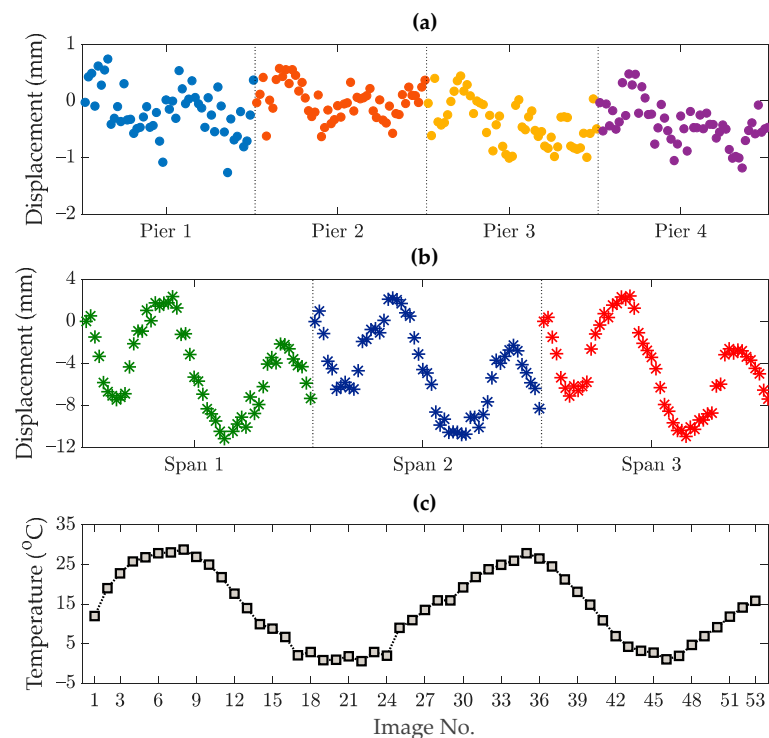 (a)
Displacement (mm)
1
0
−1
−2
Pier 1 Pier 2 Pier 3 Pier 4
(b)
Displacement (mm)
4
0
−4
−8
−12
Span 1 Span 2 Span 3
(c)
Temperature (°C)
35
25
15
5
−5
1 3 6 9 12 15 18 21 24 27 30 33 36 39 42 45 48 51 53
Image No.